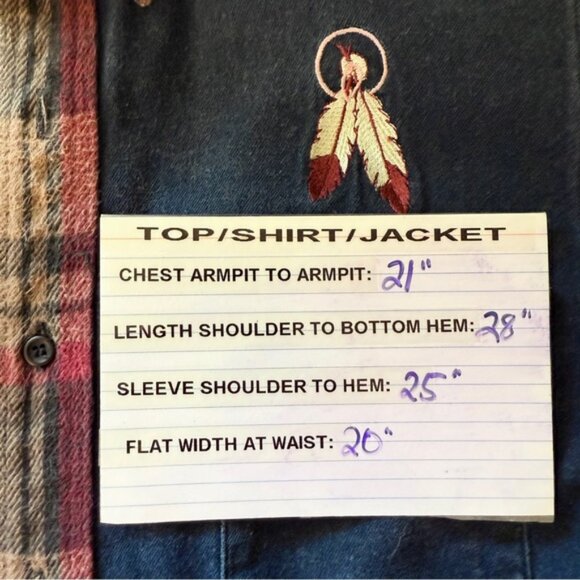 TOP/SHIRT/JACKET
CHEST ARMPIT TO ARMPIT: 21"
LENGTH SHOULDER TO BOTTOM HEM: 28"
SLEEVE SHOULDER TO HEM: 25"
FLAT WIDTH AT WAIST: 20"